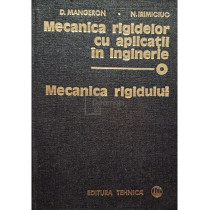 D. MANGERON • N. IRIMICIUC
Mecanica rigidelor
cu aplicații
în inginerie
Mecanica rigidului
EDITURA TEHNICĂ